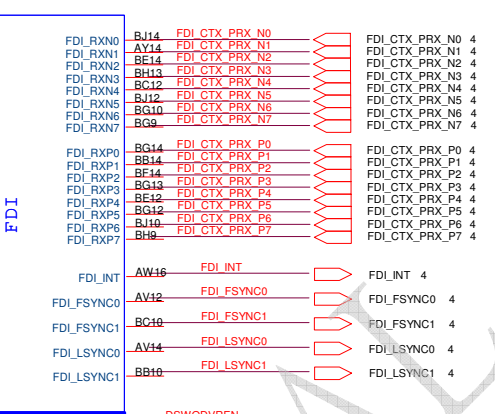 FDI_RXN0 BJ14 FDI_CTX_PRX_N0 FDI_CTX_PRX_N0 4
FDI_RXN1 AY14 FDI_CTX_PRX_N1 FDI_CTX_PRX_N1 4
FDI_RXN2 BE14 FDI_CTX_PRX_N2 FDI_CTX_PRX_N2 4
FDI_RXN3 BH13 FDI_CTX_PRX_N3 FDI_CTX_PRX_N3 4
FDI_RXN4 BC12 FDI_CTX_PRX_N4 FDI_CTX_PRX_N4 4
FDI_RXN5 BJ12 FDI_CTX_PRX_N5 FDI_CTX_PRX_N5 4
FDI_RXN6 BG10 FDI_CTX_PRX_N6 FDI_CTX_PRX_N6 4
FDI_RXN7 BG9 FDI_CTX_PRX_N7 FDI_CTX_PRX_N7 4
FDI_RXP0 BG14 FDI_CTX_PRX_P0 FDI_CTX_PRX_P0 4
FDI_RXP1 BB14 FDI_CTX_PRX_P1 FDI_CTX_PRX_P1 4
FDI_RXP2 BF14 FDI_CTX_PRX_P2 FDI_CTX_PRX_P2 4
FDI_RXP3 BG13 FDI_CTX_PRX_P3 FDI_CTX_PRX_P3 4
FDI_RXP4 BE12 FDI_CTX_PRX_P4 FDI_CTX_PRX_P4 4
FDI_RXP5 BG12 FDI_CTX_PRX_P5 FDI_CTX_PRX_P5 4
FDI_RXP6 BJ10 FDI_CTX_PRX_P6 FDI_CTX_PRX_P6 4
FDI_RXP7 BH9 FDI_CTX_PRX_P7 FDI_CTX_PRX_P7 4
FDI
FDI_INT AW16 FDI_INT FDI_INT 4
FDI_FSYNC0 AV12 FDI_FSYNC0 FDI_FSYNC0 4
FDI_FSYNC1 BC10 FDI_FSYNC1 FDI_FSYNC1 4
FDI_LSYNC0 AV14 FDI_LSYNC0 FDI_LSYNC0 4
FDI_LSYNC1 BB10 FDI_LSYNC1 FDI_LSYNC1 4